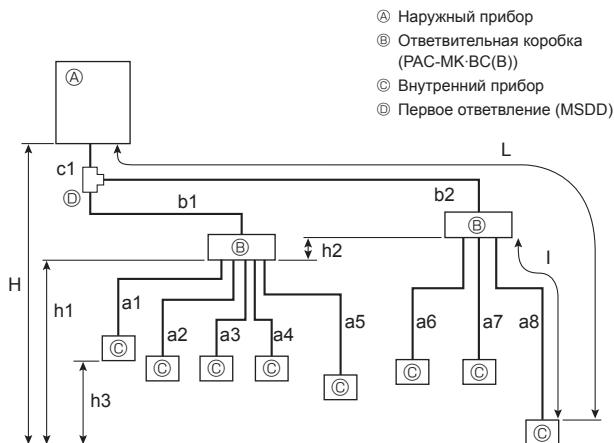 Ⓐ Наружный прибор
Ⓑ Ответвительная коробка
(PAC-MK·BC(B))
Ⓒ Внутренний прибор
Ⓓ Первое ответвление (MSDD)
Ⓐ
L
c1
Ⓓ
b1
b2
Ⓑ
Ⓑ
h2
H
h1
l
a1
a2
a3
a4
a5
a6
a7
a8
Ⓒ
Ⓒ
Ⓒ
Ⓒ
Ⓒ
Ⓒ
Ⓒ
h3
Ⓒ